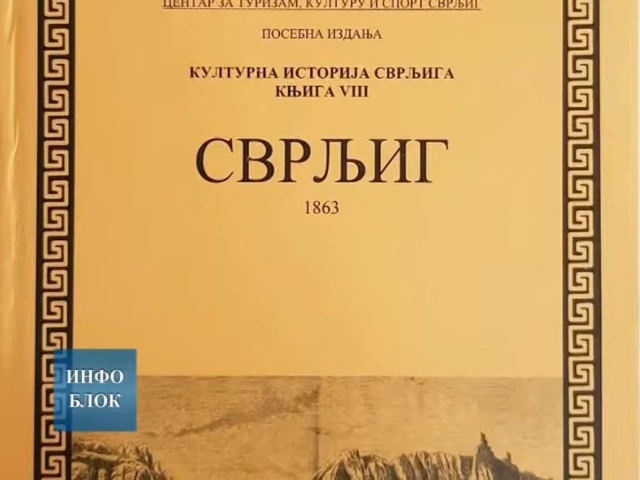 ЦЕНТАР ЗА ТУРИЗАМ, КУЛТУРУ И СПОРТ СВРЉИГ
ПОСЕБНА ИЗДАЊА
КУЛТУРНА ИСТОРИЈА СВРЉИГА
КЊИГА VIII
СВРЉИГ
1863
ИНФО
БЛОК